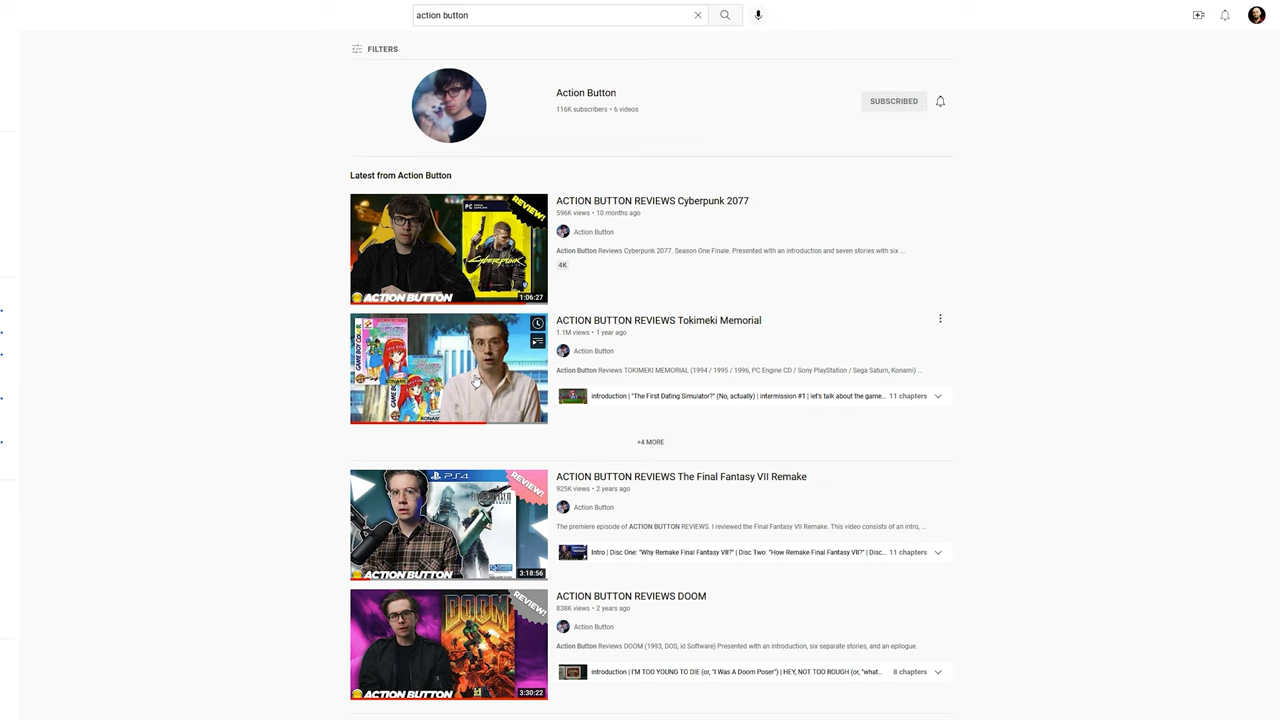 action button
FILTERS
Action Button
116K subscribers • 6 videos
SUBSCRIBED
Latest from Action Button
REVIEW!
PC
Cyberpunk
ACTION BUTTON
1:06:27
ACTION BUTTON REVIEWS Cyberpunk 2077
596K views • 10 months ago
Action Button
Action Button Reviews Cyberpunk 2077. Season One Finale. Presented with an introduction and seven stories with six ...
4K
GAME BOY COLOR
KONAMI
ACTION BUTTON REVIEWS Tokimeki Memorial
1.1M views • 1 year ago
Action Button
Action Button Reviews TOKIMEKI MEMORIAL (1994 / 1995 / 1996, PC Engine CD / Sony PlayStation / Sega Saturn, Konami) ...
introduction | "The First Dating Simulator?" (No, actually) | intermission #1 | let's talk about the game... 11 chapters
+4 MORE
PS4
REVIEW!
ACTION BUTTON
3:18:56
ACTION BUTTON REVIEWS The Final Fantasy VII Remake
925K views • 2 years ago
Action Button
The premiere episode of ACTION BUTTON REVIEWS. I reviewed the Final Fantasy VII Remake. This video consists of an intro, ...
Intro | Disc One: "Why Remake Final Fantasy VII?" | Disc Two: "How Remake Final Fantasy VII?" | Disc... 11 chapters
DOOM
REVIEW!
id
ACTION BUTTON
3:30:22
ACTION BUTTON REVIEWS DOOM
838K views • 2 years ago
Action Button
Action Button Reviews DOOM (1993, DOS, id Software) Presented with an introduction, six separate stories, and an epilogue.
introduction | I'M TOO YOUNG TO DIE (or, "I Was A Doom Poser") | HEY, NOT TOO ROUGH (or, "what... 8 chapters